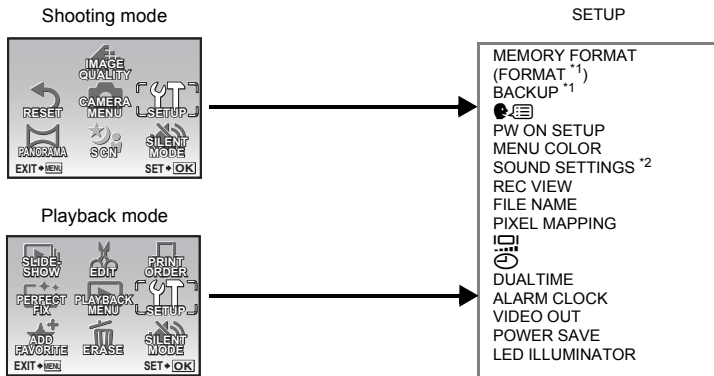 Shooting mode
IMAGE
QUALITY
RESET
CAMERA
MENU
SETUP
PANORAMA
SCN
SILENT
MODE
EXIT MENU
SET OK
Playback mode
SLIDE-
SHOW
EDIT
PRINT
ORDER
PERFECT
FIX
PLAYBACK
MENU
SETUP
ADD
FAVORITE
ERASE
SILENT
MODE
EXIT MENU
SET OK
SETUP
MEMORY FORMAT
(FORMAT *1)
BACKUP *1
PW ON SETUP
MENU COLOR
SOUND SETTINGS *2
REC VIEW
FILE NAME
PIXEL MAPPING
DUALTIME
ALARM CLOCK
VIDEO OUT
POWER SAVE
LED ILLUMINATOR